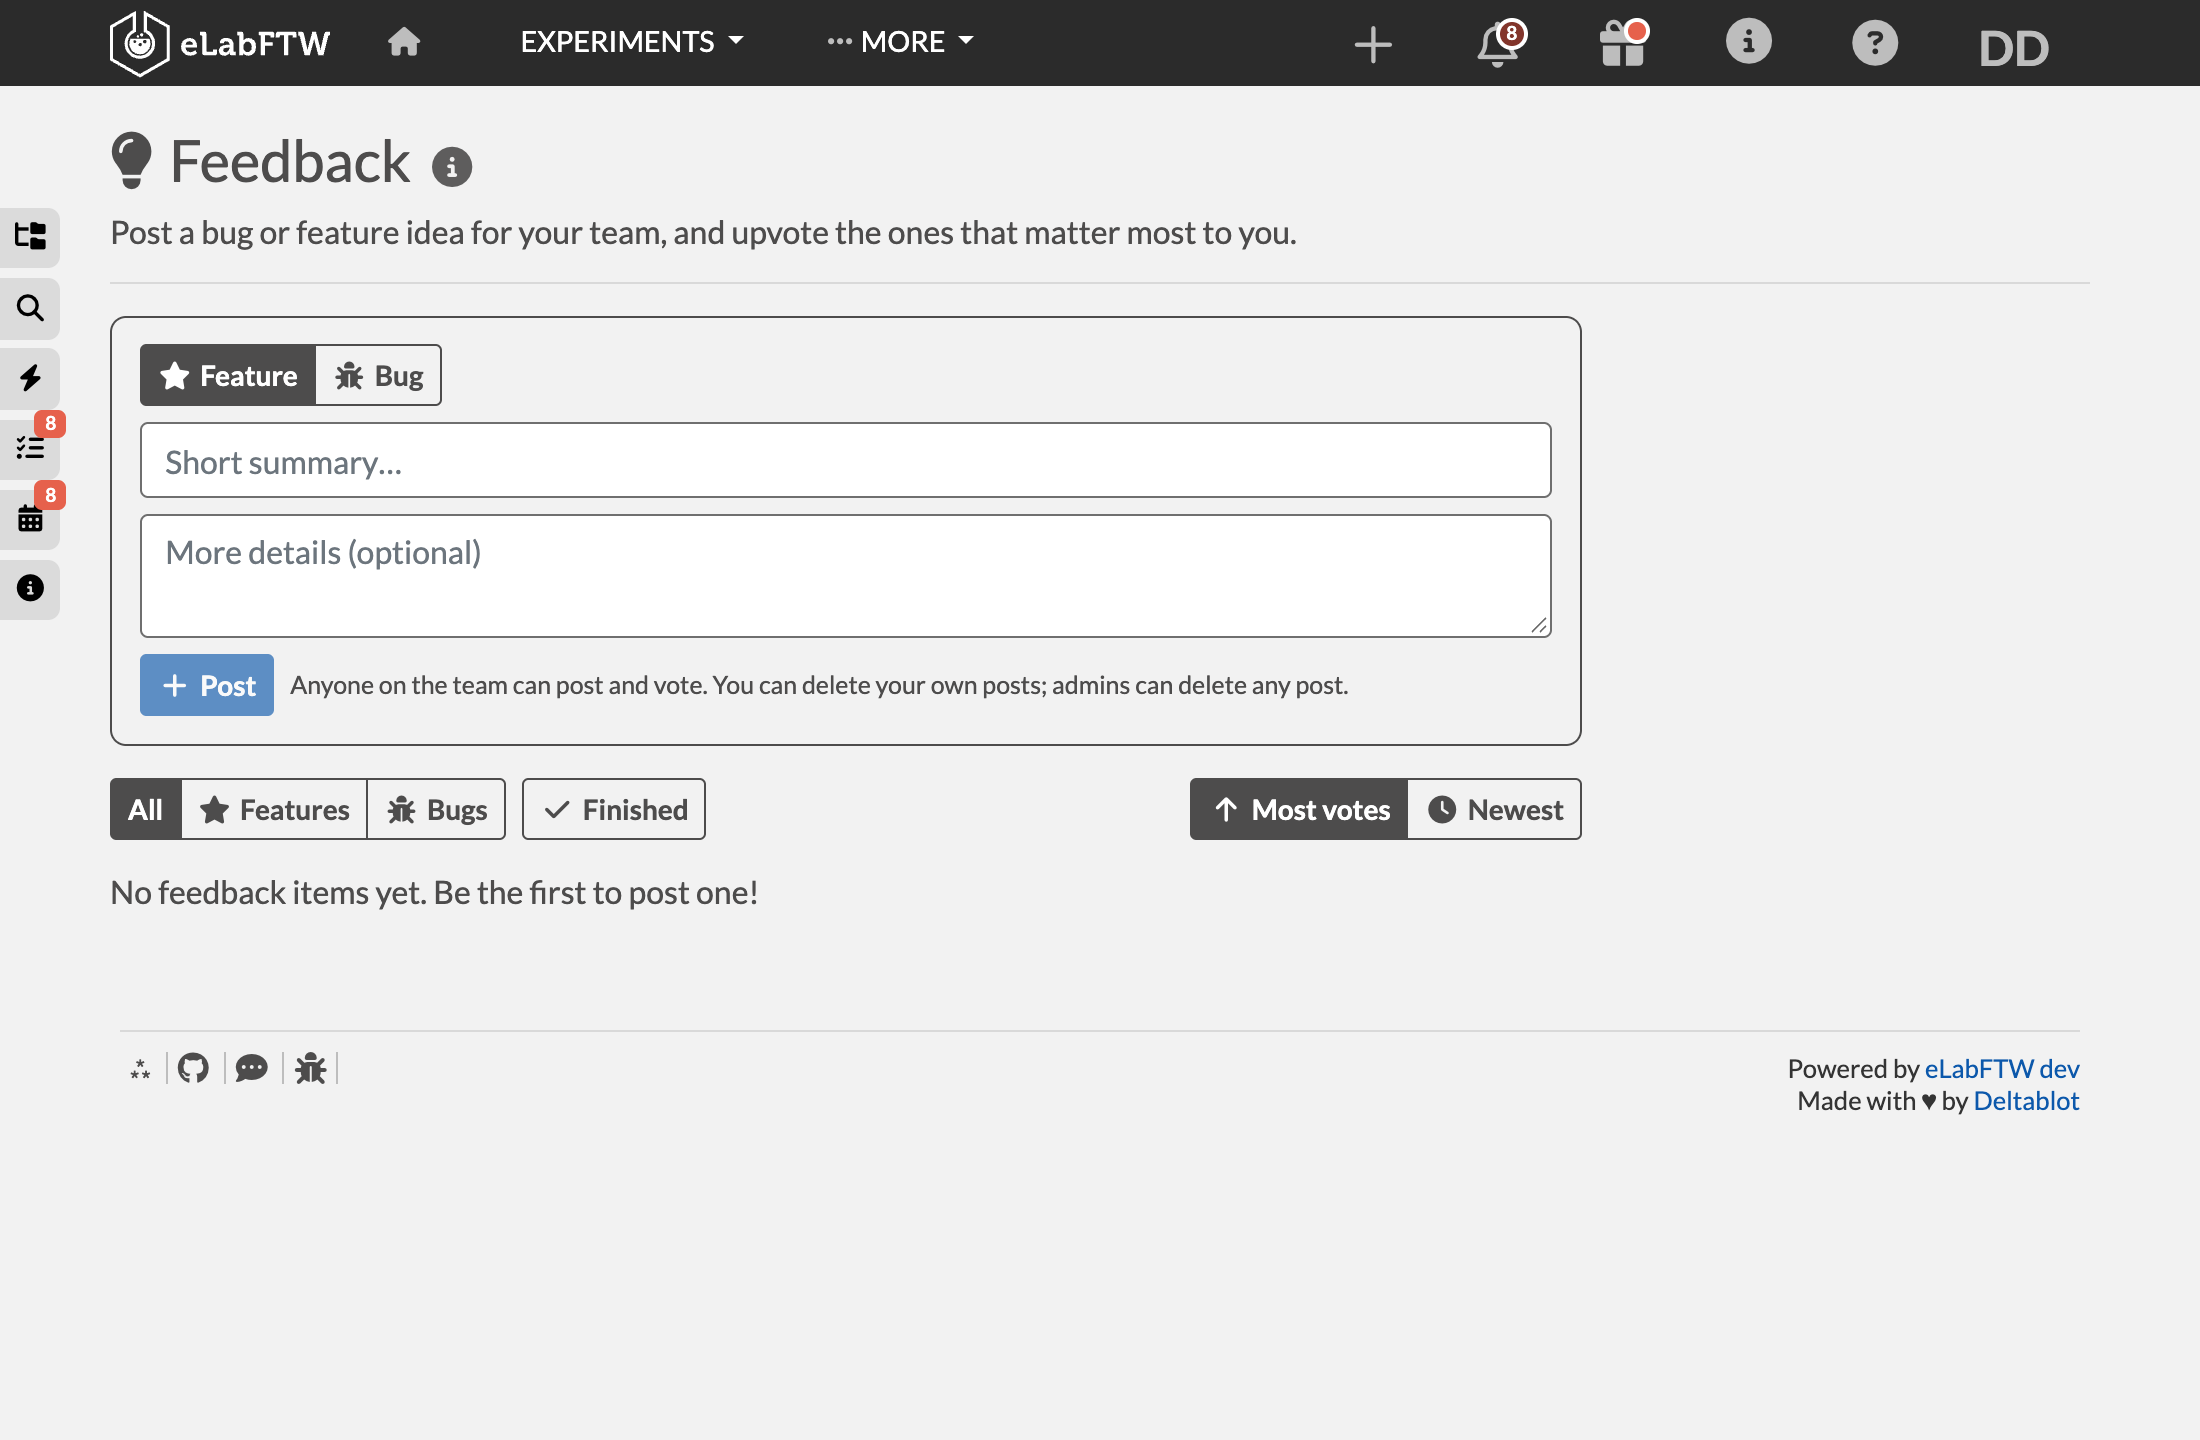 eLabFTW
EXPERIMENTS
MORE
8
DD
Feedback
Post a bug or feature idea for your team, and upvote the ones that matter most to you.
8
8
Feature
Bug
Short summary...
More details (optional)
Post
Anyone on the team can post and vote. You can delete your own posts; admins can delete any post.
All
Features
Bugs
Finished
Most votes
Newest
No feedback items yet. Be the first to post one!
Powered by eLabFTW dev
Made with ♥ by Deltablot